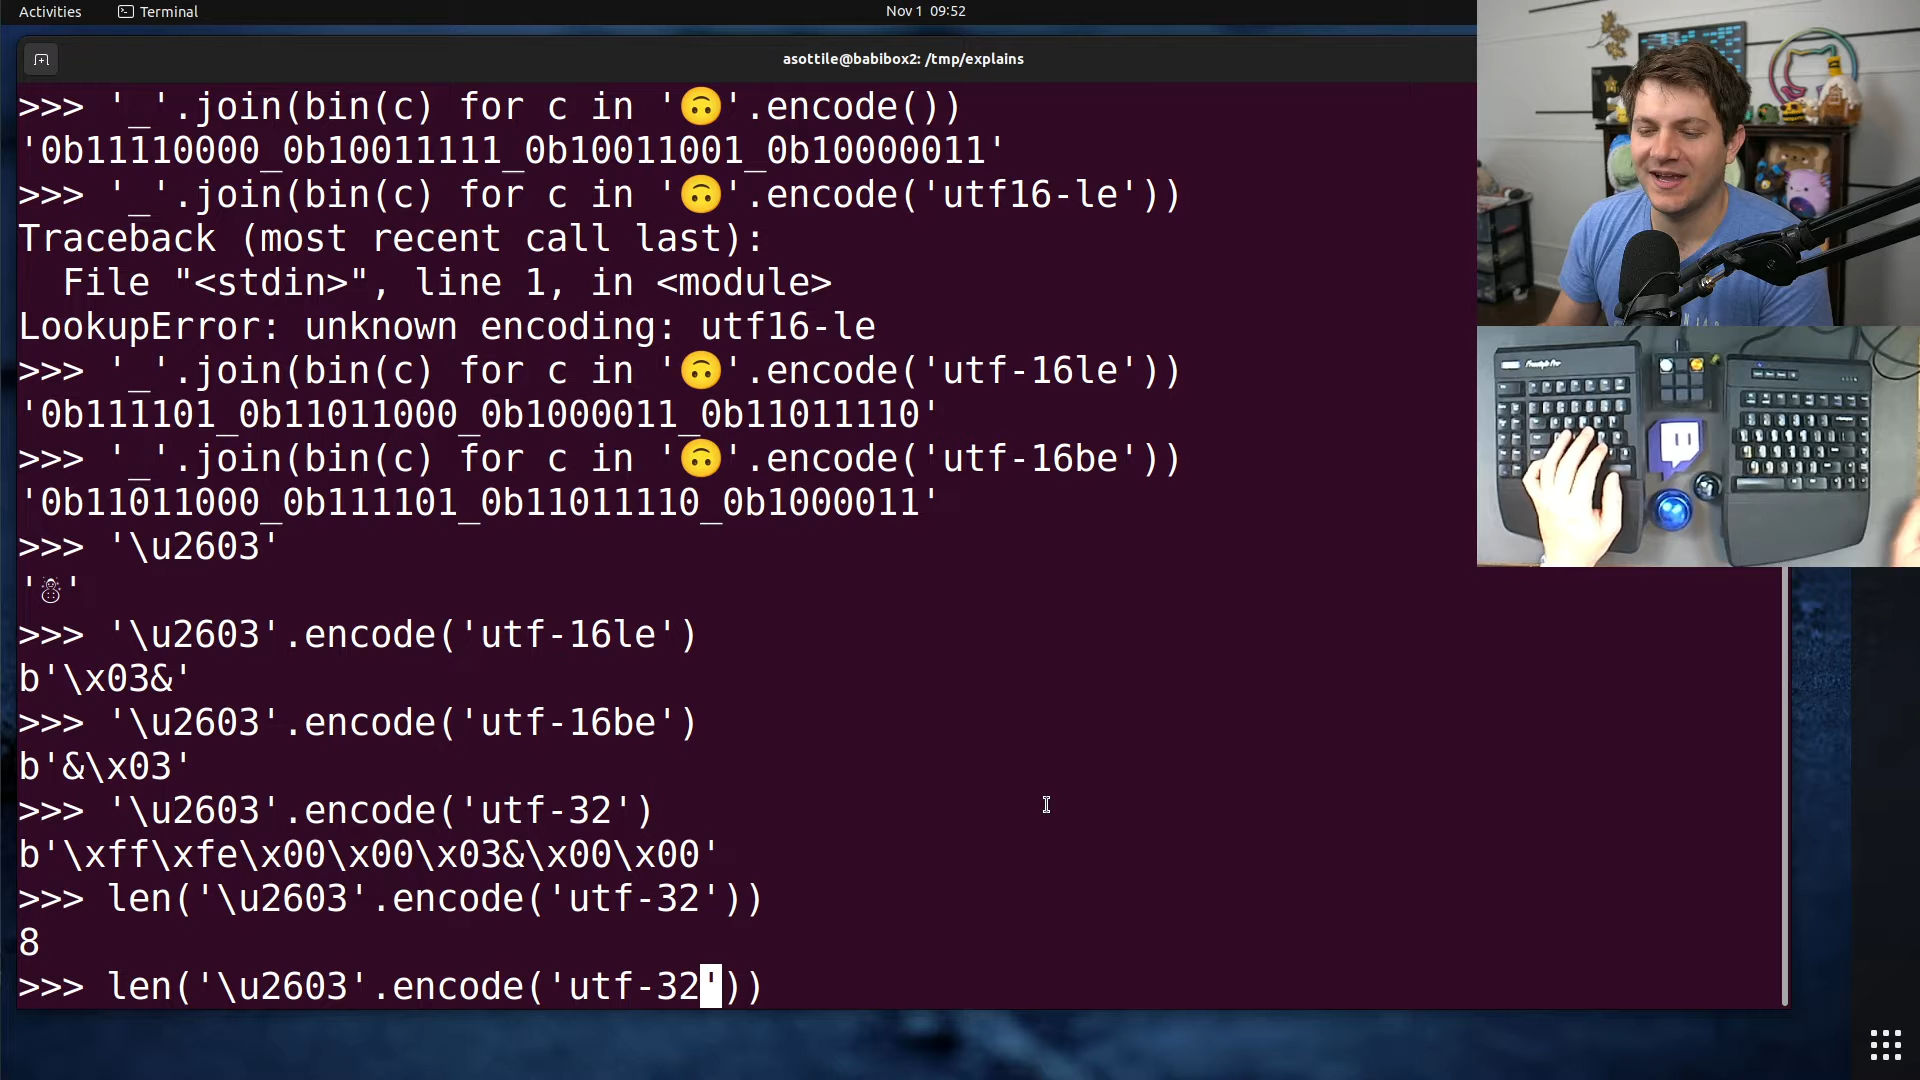 Activities
Terminal
Nov 1 09:52
asottile@babibox2: /tmp/explains
>>> '_'.join(bin(c) for c in '🙃'.encode())
'0b11110000_0b10011111_0b10011001_0b10000011'
>>> '_'.join(bin(c) for c in '🙃'.encode('utf16-le'))
Traceback (most recent call last):
  File "<stdin>", line 1, in <module>
LookupError: unknown encoding: utf16-le
>>> '_'.join(bin(c) for c in '🙃'.encode('utf-16le'))
'0b111101_0b11011000_0b1000011_0b11011110'
>>> '_'.join(bin(c) for c in '🙃'.encode('utf-16be'))
'0b11011000_0b111101_0b11011110_0b1000011'
>>> '\u2603'
'☃'
>>> '\u2603'.encode('utf-16le')
b'\x03&'
>>> '\u2603'.encode('utf-16be')
b'&\x03'
>>> '\u2603'.encode('utf-32')
b'\xff\xfe\x00\x00\x03&\x00\x00'
>>> len('\u2603'.encode('utf-32'))
8
>>> len('\u2603'.encode('utf-32'))
Freestyle Pro